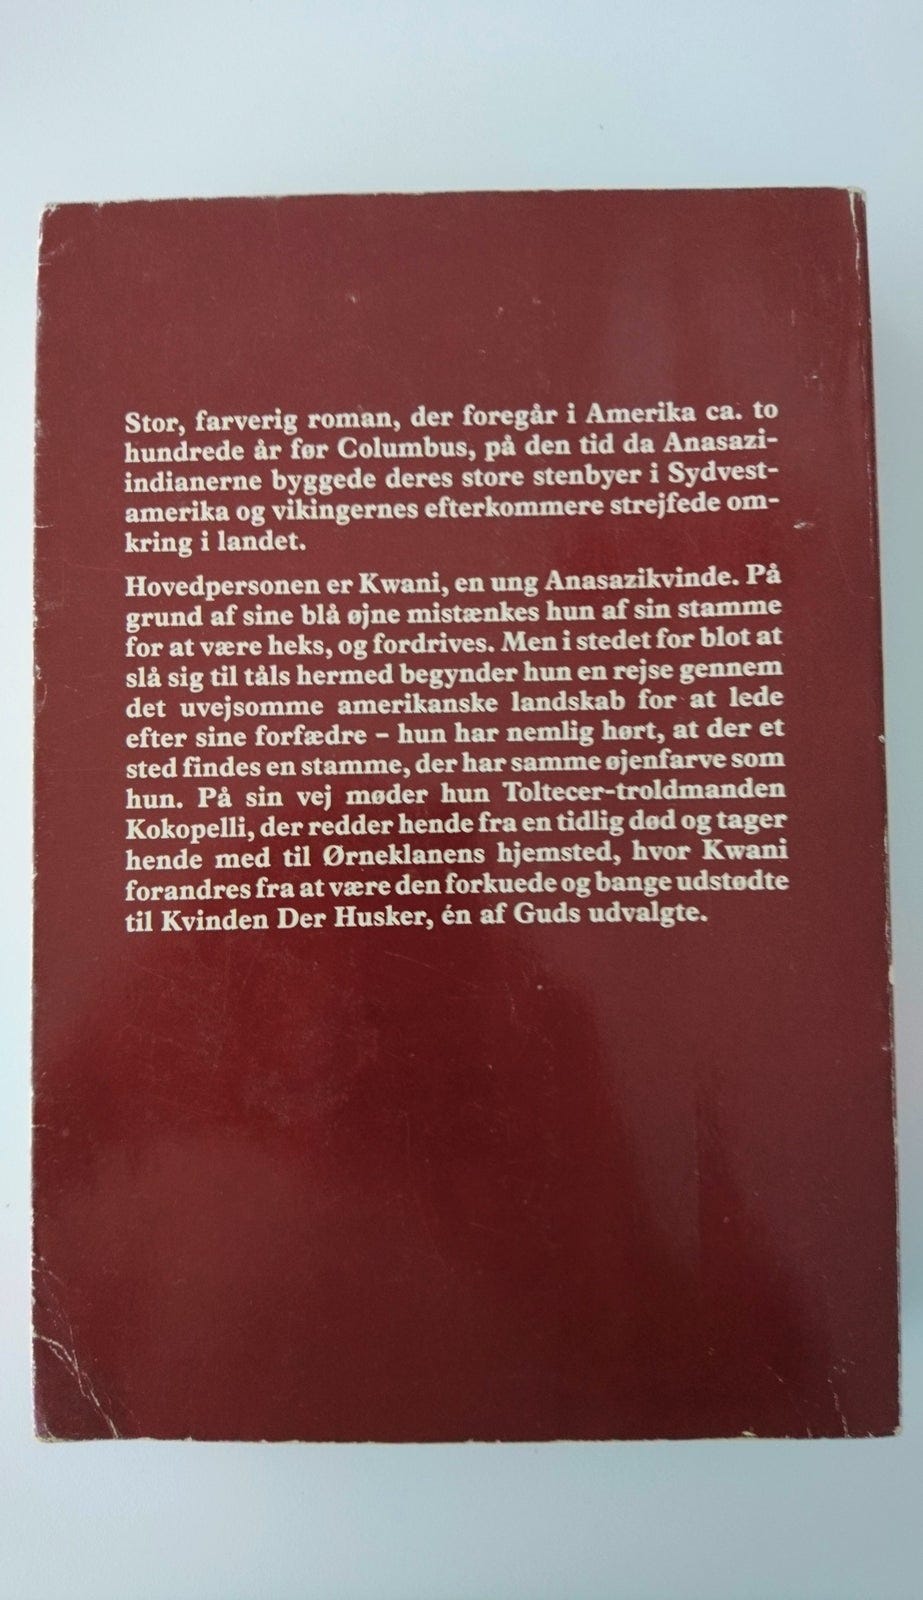 Stor, farverig roman, der foregår i Amerika ca. to
hundrede år før Columbus, på den tid da Anasazi-
indianerne byggede deres store stenbyer i Sydvest-
amerika og vikingernes efterkommere strejfede om-
kring i landet.
Hovedpersonen er Kwani, en ung Anasazikvinde. På
grund af sine blå øjne mistænkes hun af sin stamme
for at være heks, og fordrives. Men i stedet for blot at
slå sig til tåls hermed begynder hun en rejse gennem
det uvejsomme amerikanske landskab for at lede
efter sine forfædre – hun har nemlig hørt, at der et
sted findes en stamme, der har samme øjenfarve som
hun. På sin vej møder hun Toltecer-troldmanden
Kokopelli, der redder hende fra en tidlig død og tager
hende med til Ørneklanens hjemsted, hvor Kwani
forandres fra at være den forkuede og bange udstødte
til Kvinden Der Husker, én af Guds udvalgte.